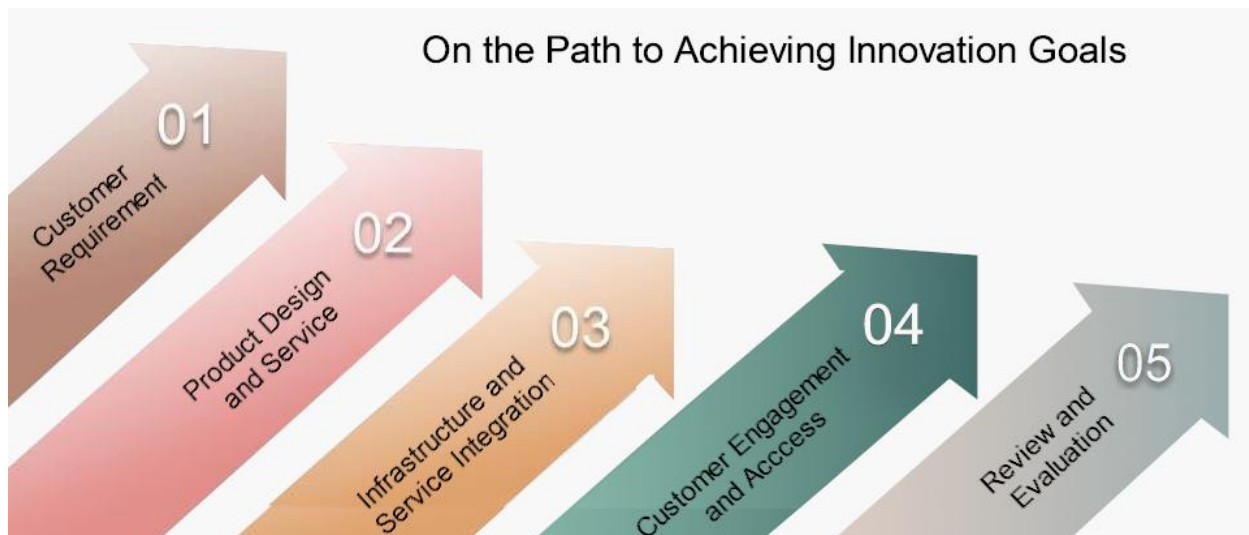 On the Path to Achieving Innovation Goals
01
Customer
Requirement
02
Product Design
and Service
03
Infrastructure and
Service Integration
04
Customer Engagement
and Acccess
05
Review and
Evaluation